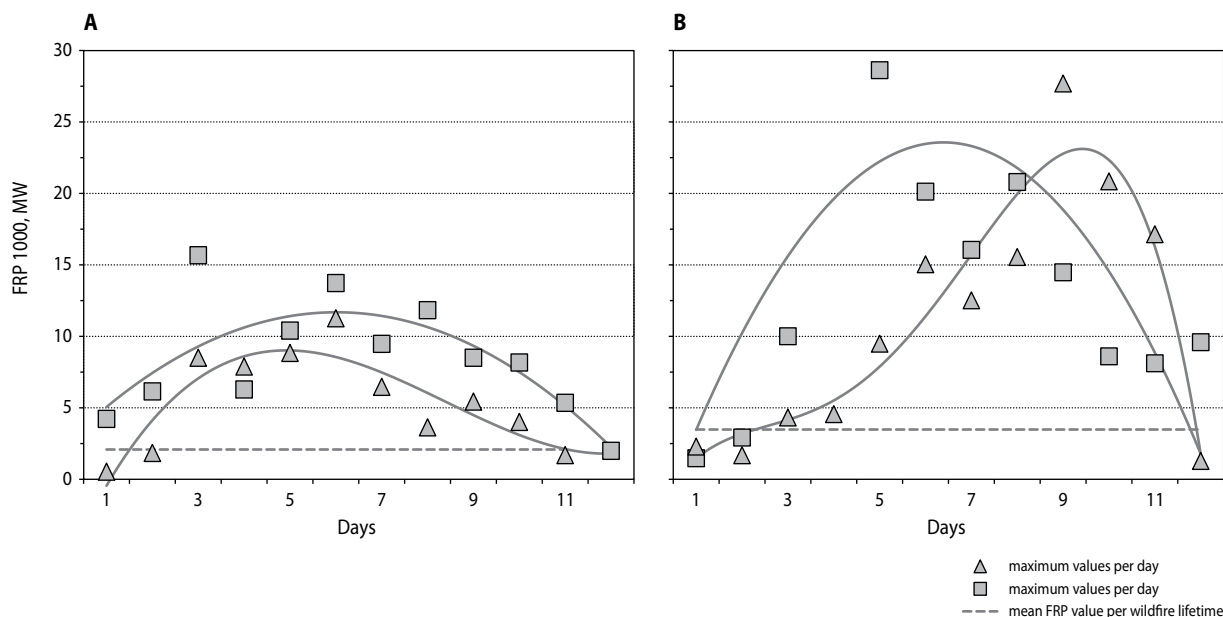 A
B
FRP 1000, MW
30
25
20
15
10
5
0
1 3 5 7 9 11
Days
1 3 5 7 9 11
Days
maximum values per day
maximum values per day
mean FRP value per wildfire lifetime